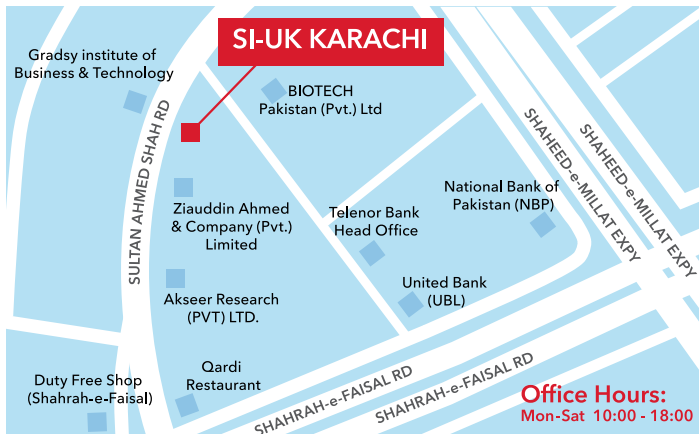 SI-UK KARACHI
Gradsy institute of
Business & Technology
BIOTECH
Pakistan (Pvt.) Ltd
SULTAN AHMED SHAH RD
SHAHEED-e-MILLAT EXPY
SHAHEED-e-MILLAT EXPY
National Bank of
Pakistan (NBP)
Ziauddin Ahmed
& Company (Pvt.)
Limited
Telenor Bank
Head Office
United Bank
(UBL)
Akseer Research
(PVT) LTD.
Qardi
Restaurant
Duty Free Shop
(Shahrah-e-Faisal)
SHAHRAH-e-FAISAL RD
SHAHRAH-e-FAISAL RD
Office Hours:
Mon-Sat 10:00 - 18:00